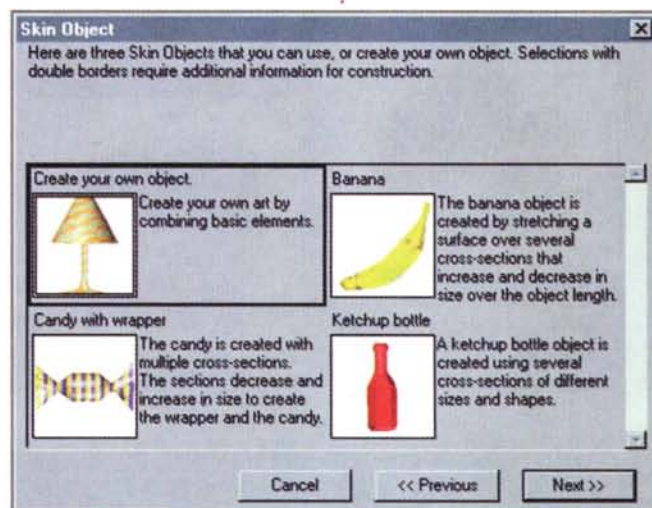 Skin Object
Here are three Skin Objects that you can use, or create your own object. Selections with
double borders require additional information for construction.
Create your own object.
Create your own art by
combining basic elements.
Banana
The banana object is
created by stretching a
surface over several
cross-sections that
increase and decrease in
size over the object length.
Candy with wrapper
The candy is created with
multiple cross-sections.
The sections decrease and
increase in size to create
the wrapper and the candy.
Ketchup bottle
A ketchup bottle object is
created using several
cross-sections of different
sizes and shapes.
Cancel
<< Previous
Next >>